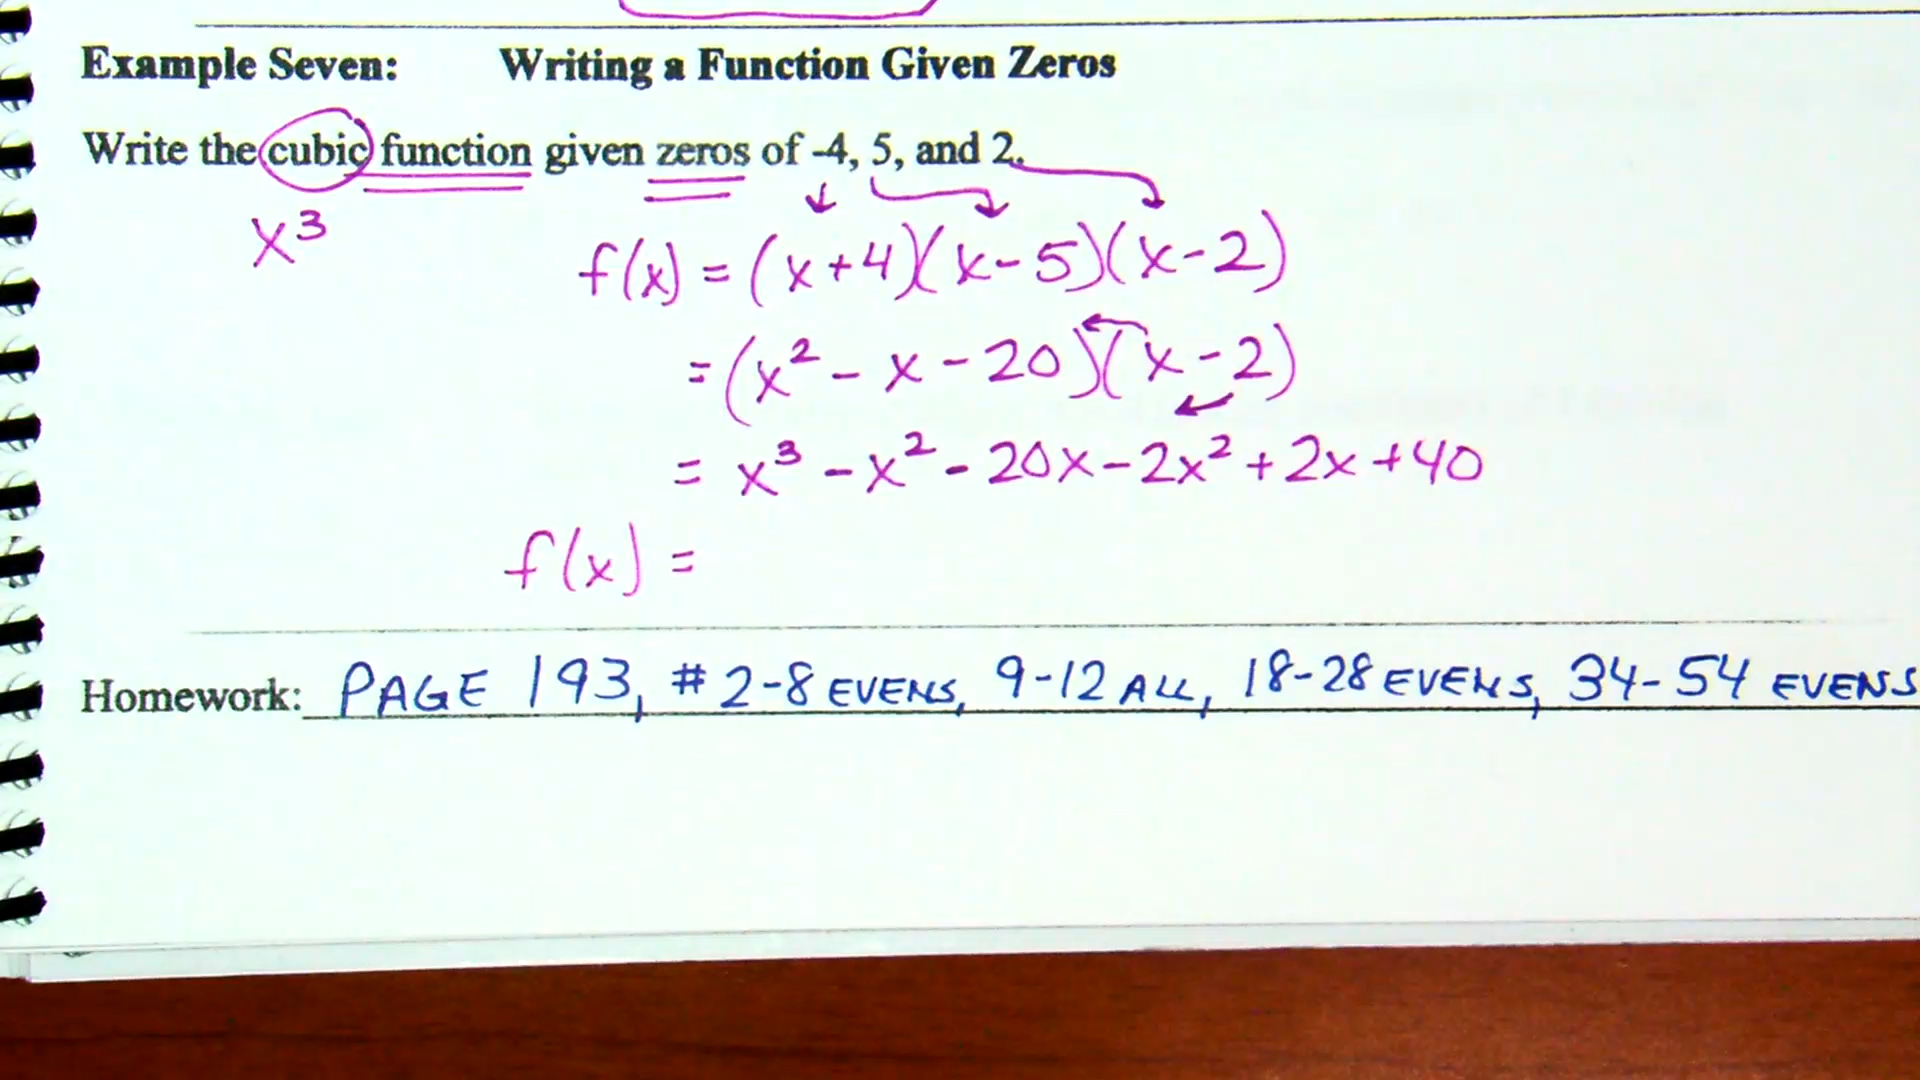 Example Seven: Writing a Function Given Zeros
Write the cubic function given zeros of -4, 5, and 2.
x³
f(x) = (x+4)(x-5)(x-2)
= (x² - x - 20)(x-2)
= x³ - x² - 20x - 2x² + 2x + 40
f(x) =
Homework: PAGE 193, # 2-8 EVENS, 9-12 ALL, 18-28 EVENS, 34-54 EVENS